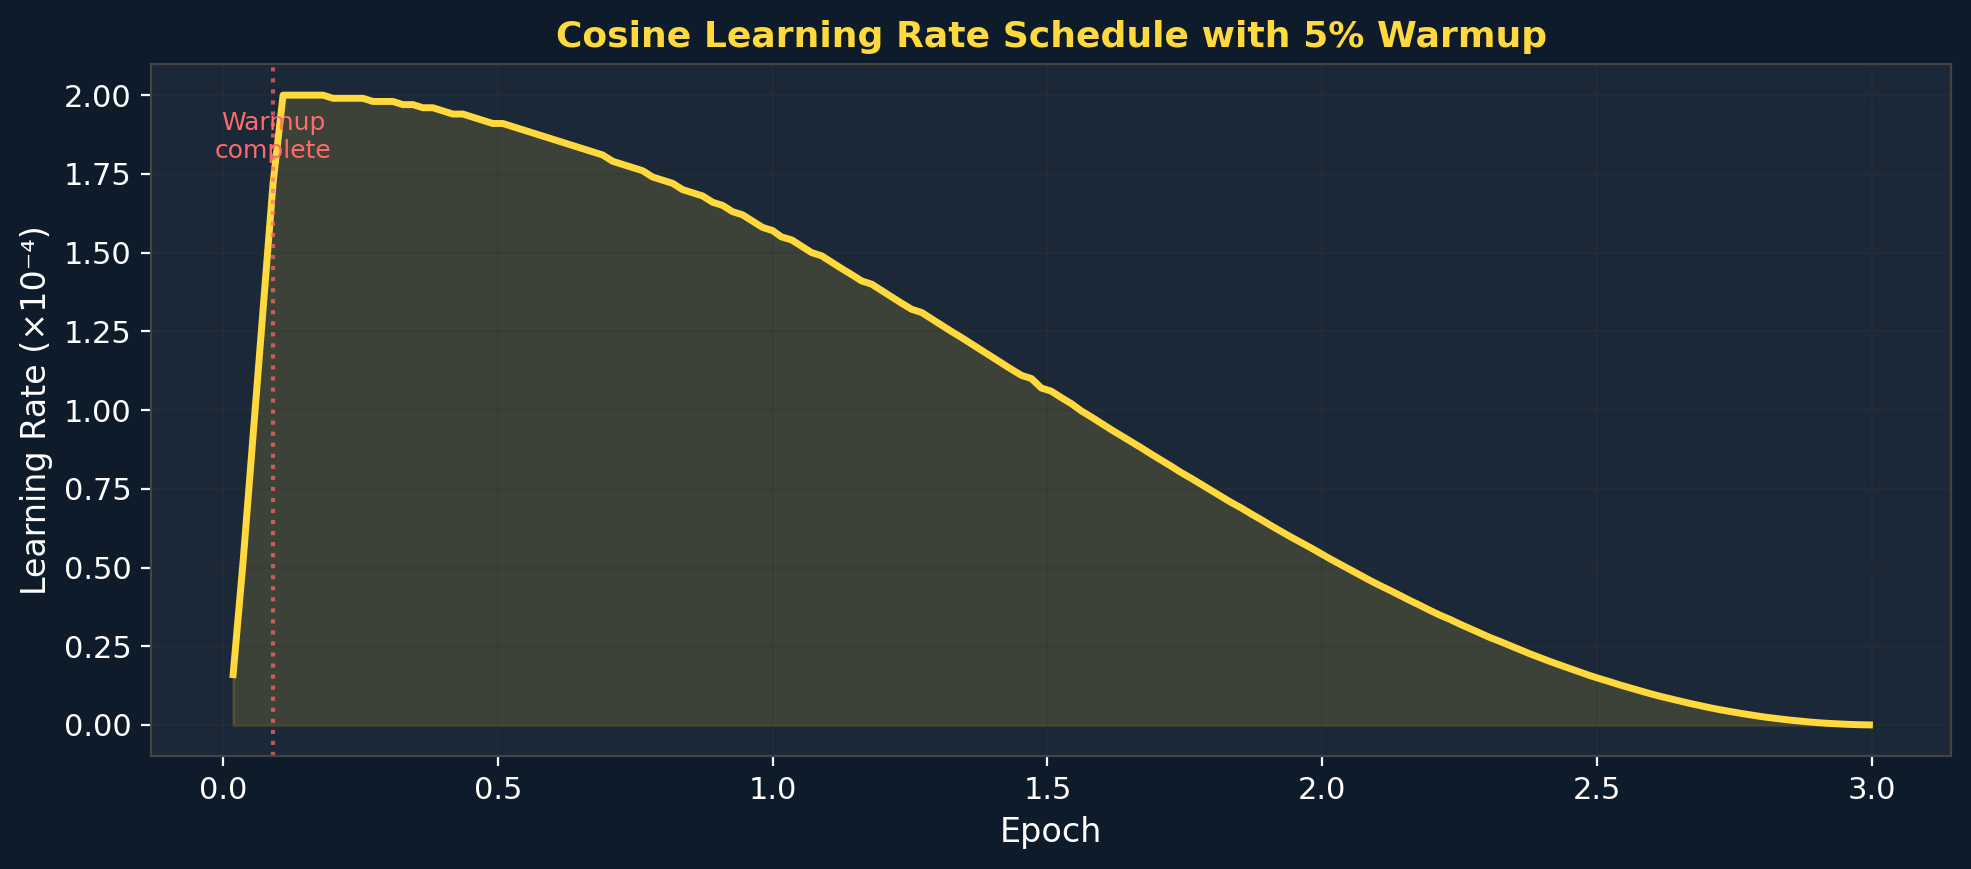 Cosine Learning Rate Schedule with 5% Warmup
Learning Rate (×10⁻⁴)
2.00
1.75
1.50
1.25
1.00
0.75
0.50
0.25
0.00
Warmup
complete
0.0 0.5 1.0 1.5 2.0 2.5 3.0
Epoch